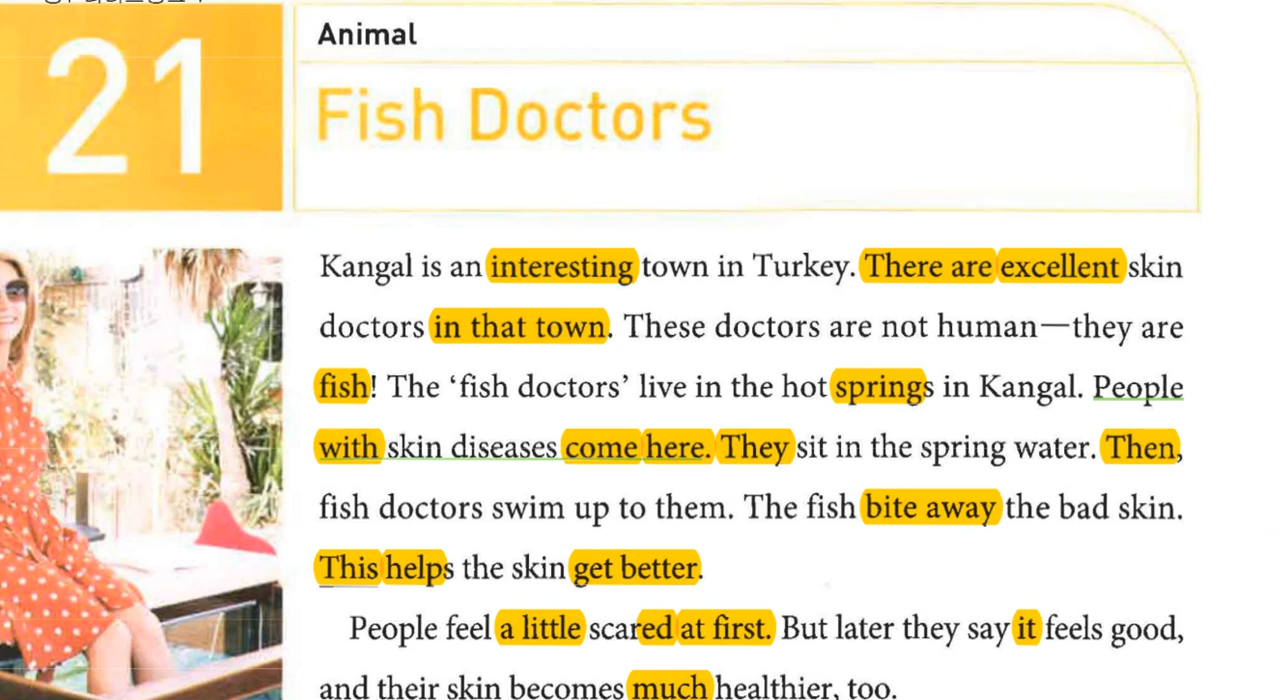 21
Animal
Fish Doctors
Kangal is an interesting town in Turkey. There are excellent skin
doctors in that town. These doctors are not human—they are
fish! The ‘fish doctors’ live in the hot springs in Kangal. People
with skin diseases come here. They sit in the spring water. Then,
fish doctors swim up to them. The fish bite away the bad skin.
This helps the skin get better.
People feel a little scared at first. But later they say it feels good,
and their skin becomes much healthier, too.